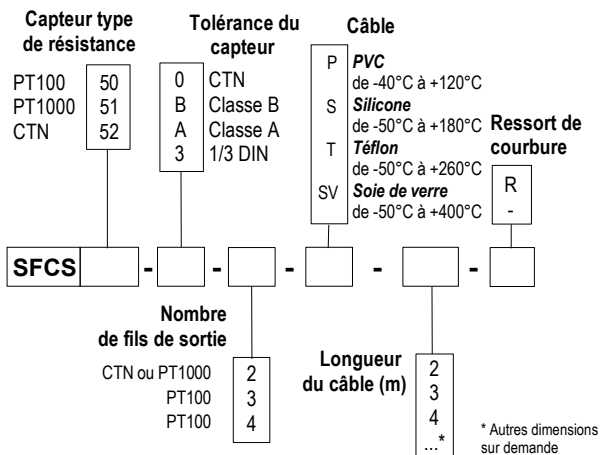 Capteur type
de résistance
PT100 50
PT1000 51
CTN 52
Tolérance du
capteur
0 CTN
B Classe B
A Classe A
3 1/3 DIN
Câble
P PVC
de -40°C à +120°C
S Silicone
de -50°C à +180°C
T Téflon
de -50°C à +260°C
SV Soie de verre
de -50°C à +400°C
Ressort de
courbure
R
-
SFCS - - - - -
Nombre
de fils de sortie
CTN ou PT1000 2
PT100 3
PT100 4
Longueur
du câble (m)
2
3
4
...*
* Autres dimensions
sur demande